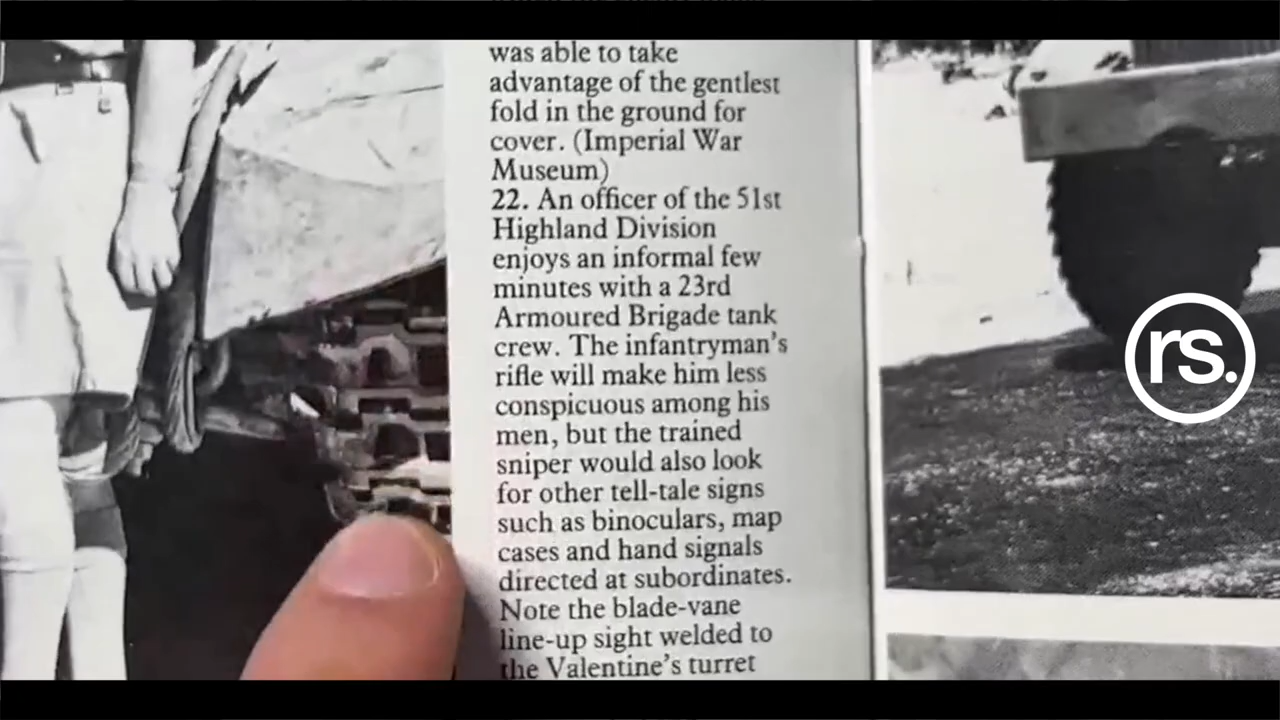 was able to take
advantage of the gentlest
fold in the ground for
cover. (Imperial War
Museum)
22. An officer of the 51st
Highland Division
enjoys an informal few
minutes with a 23rd
Armoured Brigade tank
crew. The infantryman's
rifle will make him less
conspicuous among his
men, but the trained
sniper would also look
for other tell-tale signs
such as binoculars, map
cases and hand signals
directed at subordinates.
Note the blade-vane
line-up sight welded to
the Valentine's turret
rs.